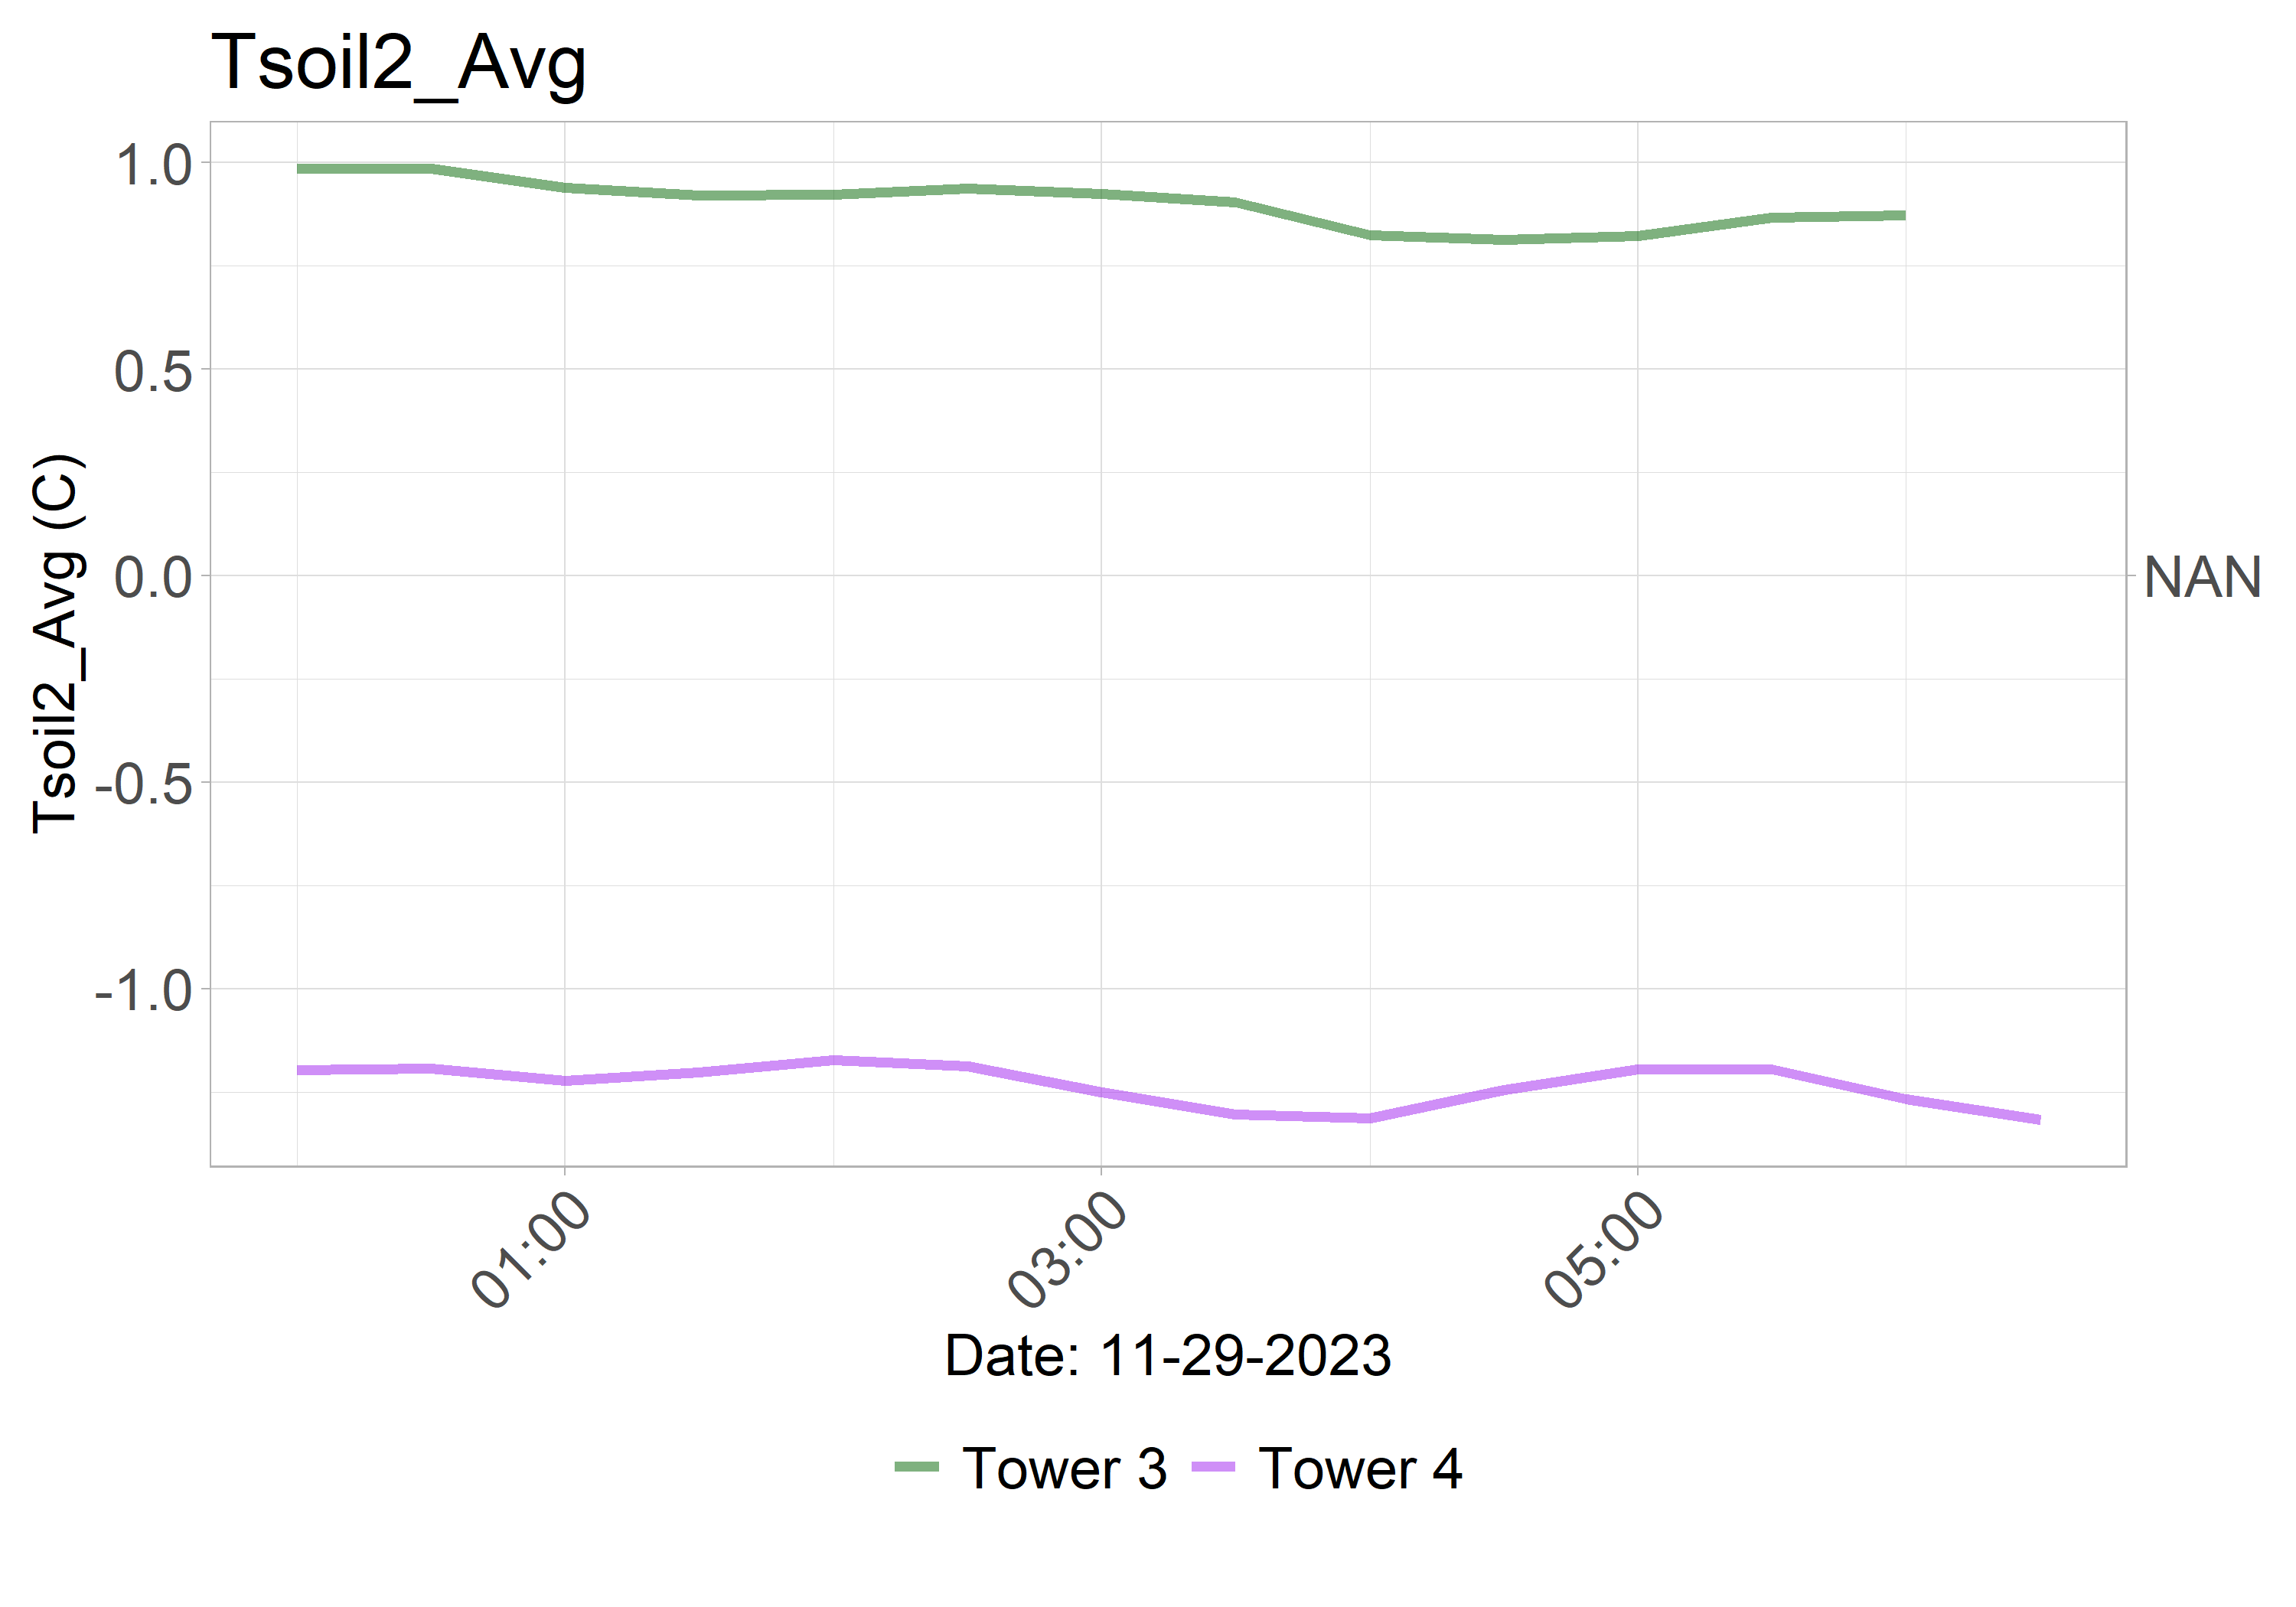 Tsoil2_Avg
Tsoil2_Avg (C)
1.0
0.5
0.0
-0.5
-1.0
NAN
01:00
03:00
05:00
Date: 11-29-2023
Tower 3
Tower 4